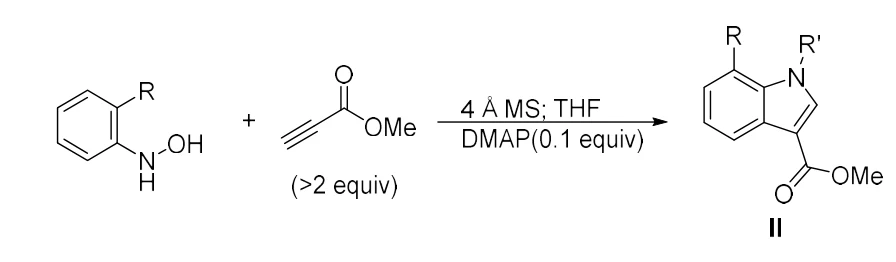 R
N
H
OH
+
O
OMe
(>2 equiv)
4 Å MS; THF
DMAP(0.1 equiv)
R
R'
N
O
OMe
II